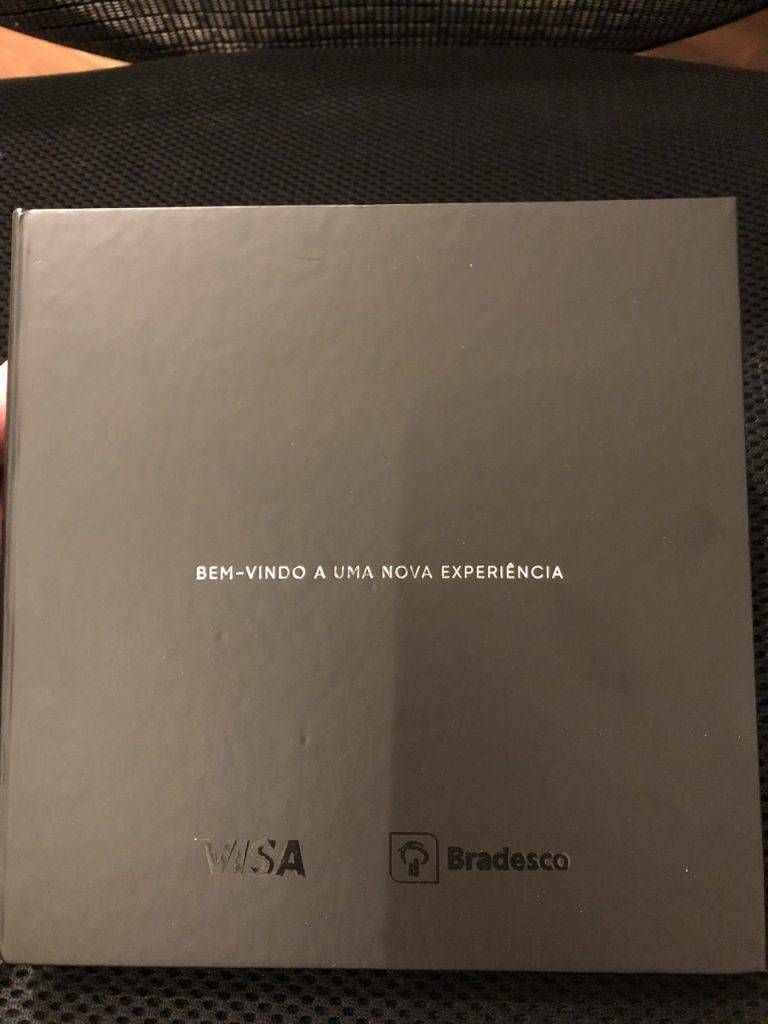 BEM-VINDO A UMA NOVA EXPERIÊNCIA
VISA Bradesco